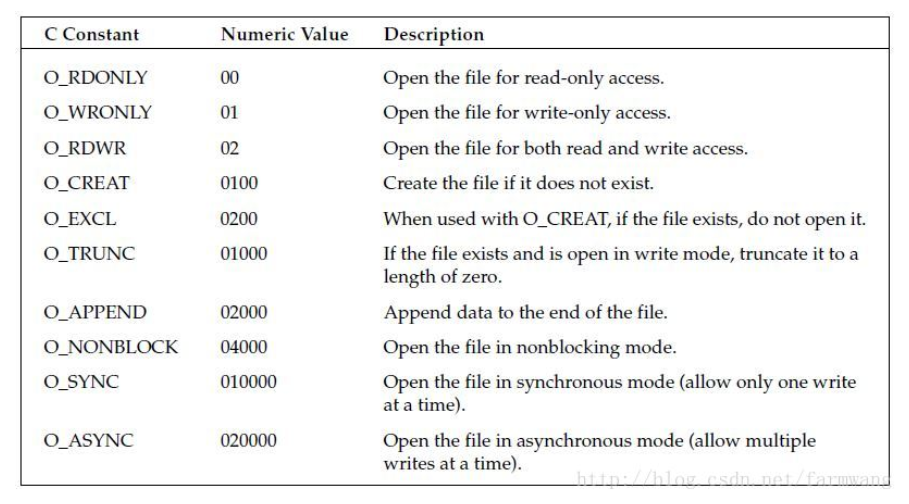 C Constant Numeric Value Description
O_RDONLY 00 Open the file for read-only access.
O_WRONLY 01 Open the file for write-only access.
O_RDWR 02 Open the file for both read and write access.
O_CREAT 0100 Create the file if it does not exist.
O_EXCL 0200 When used with O_CREAT, if the file exists, do not open it.
O_TRUNC 01000 If the file exists and is open in write mode, truncate it to a
length of zero.
O_APPEND 02000 Append data to the end of the file.
O_NONBLOCK 04000 Open the file in nonblocking mode.
O_SYNC 010000 Open the file in synchronous mode (allow only one write
at a time).
O_ASYNC 020000 Open the file in asynchronous mode (allow multiple
writes at a time).
http://blog.csdn.net/farmwang